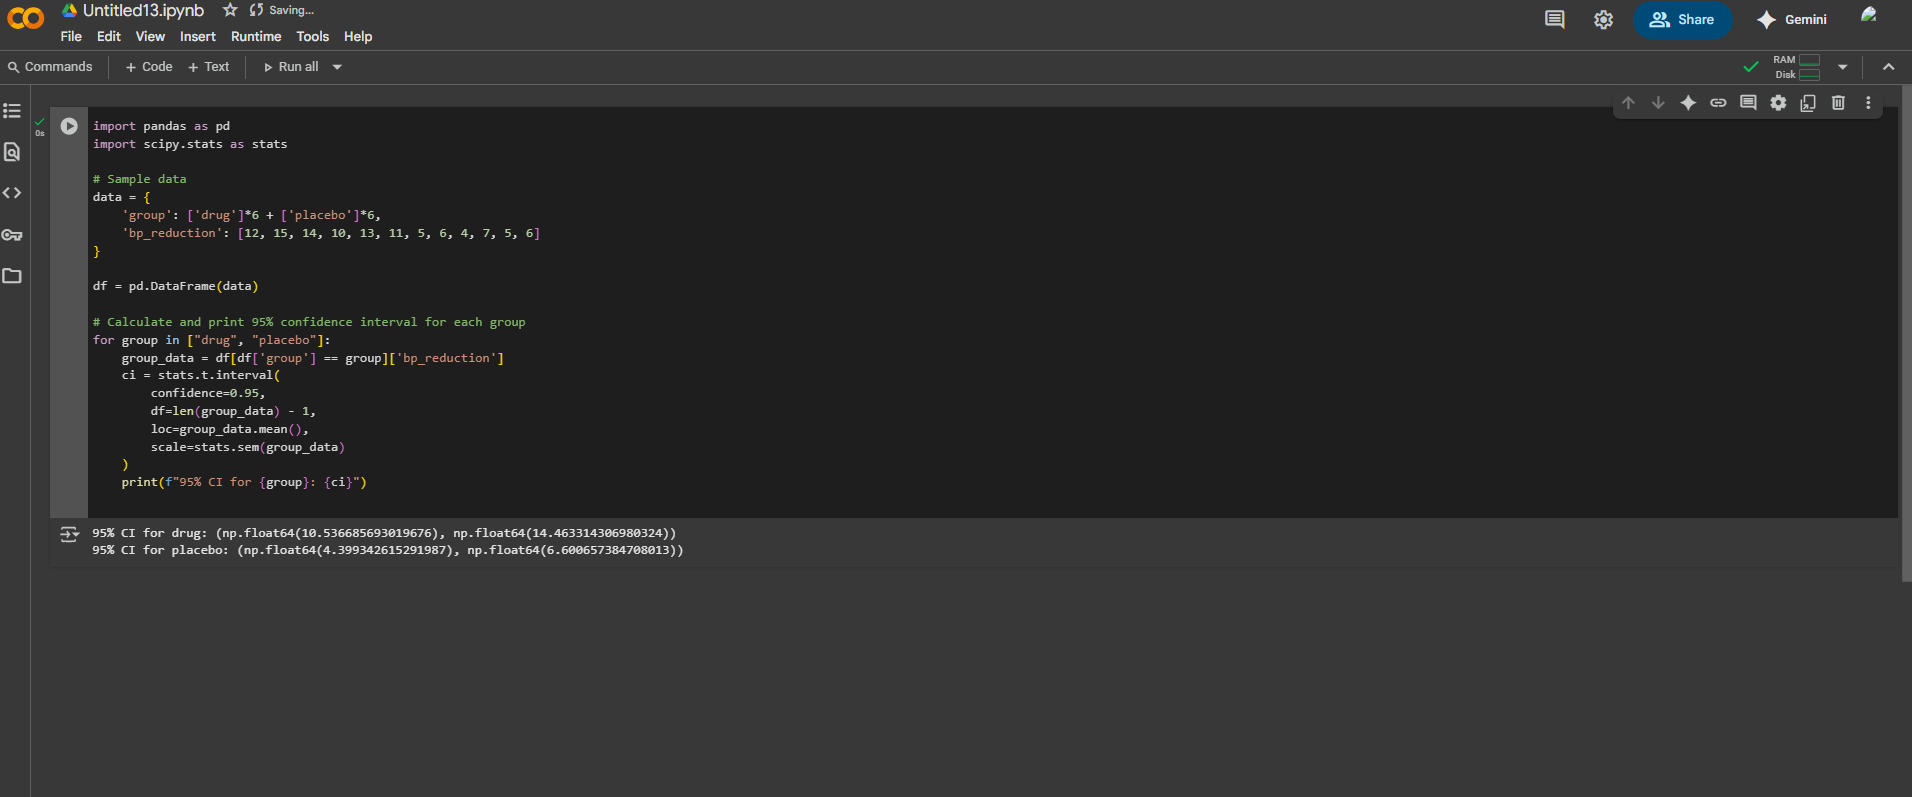 Untitled13.ipynb Saving...
Share Gemini
File Edit View Insert Runtime Tools Help
Commands + Code + Text Run all
RAM
Disk
0s
import pandas as pd
import scipy.stats as stats
# Sample data
data = {
    'group': ['drug']*6 + ['placebo']*6,
    'bp_reduction': [12, 15, 14, 10, 13, 11, 5, 6, 4, 7, 5, 6]
}
df = pd.DataFrame(data)
# Calculate and print 95% confidence interval for each group
for group in ["drug", "placebo"]:
    group_data = df[df['group'] == group]['bp_reduction']
    ci = stats.t.interval(
        confidence=0.95,
        df=len(group_data) - 1,
        loc=group_data.mean(),
        scale=stats.sem(group_data)
    )
    print(f"95% CI for {group}: {ci}")
95% CI for drug: (np.float64(10.536685693019676), np.float64(14.463314306980324))
95% CI for placebo: (np.float64(4.399342615291987), np.float64(6.600657384708013))